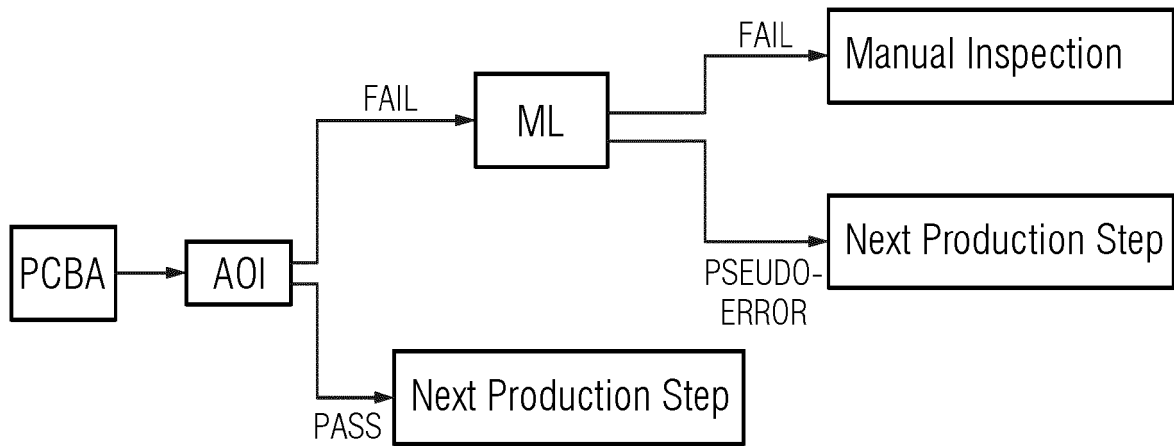 FAIL
Manual Inspection
FAIL
ML
PCBA
AOI
Next Production Step
PSEUDO-
ERROR
Next Production Step
PASS